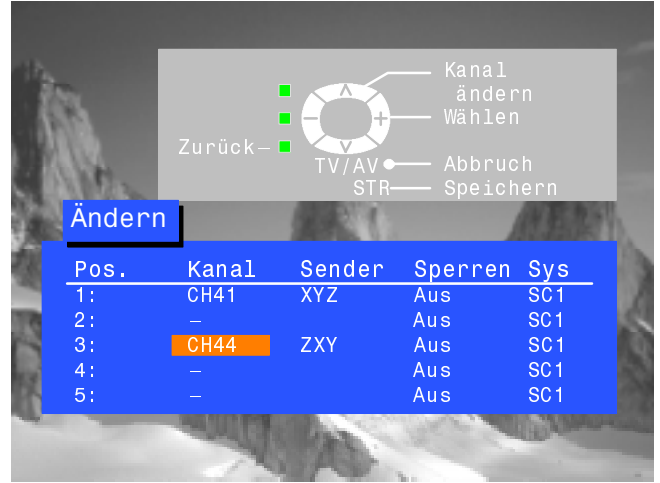 Kanal
ändern
Wählen
Zurück–
TV/AV Abbruch
STR Speichern
Ändern
Pos. Kanal Sender Sperren Sys
1: CH41 XYZ Aus SC1
2: – Aus SC1
3: CH44 ZXY Aus SC1
4: – Aus SC1
5: – Aus SC1